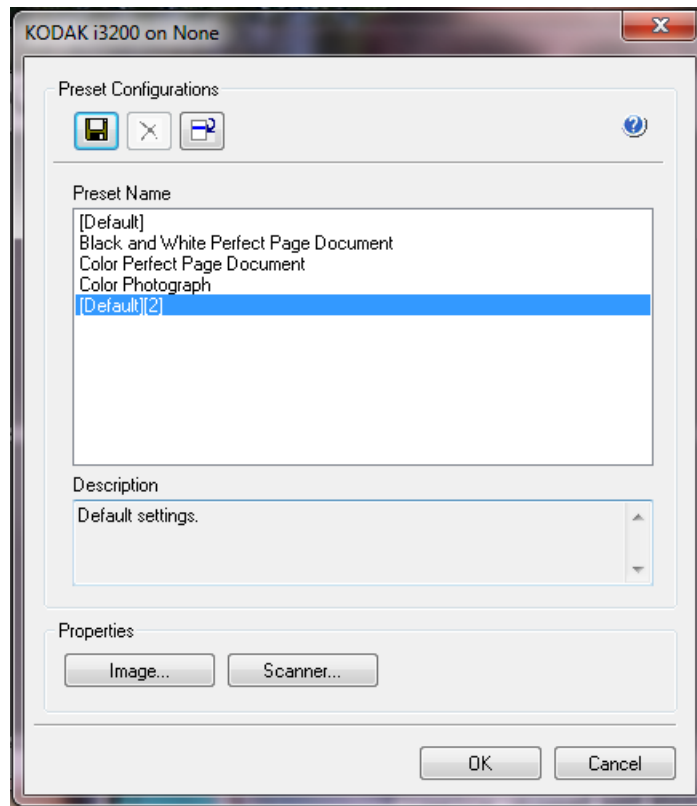 KODAK i3200 on None
Preset Configurations
Preset Name
[Default]
Black and White Perfect Page Document
Color Perfect Page Document
Color Photograph
[Default][2]
Description
Default settings.
Properties
Image... Scanner...
OK Cancel